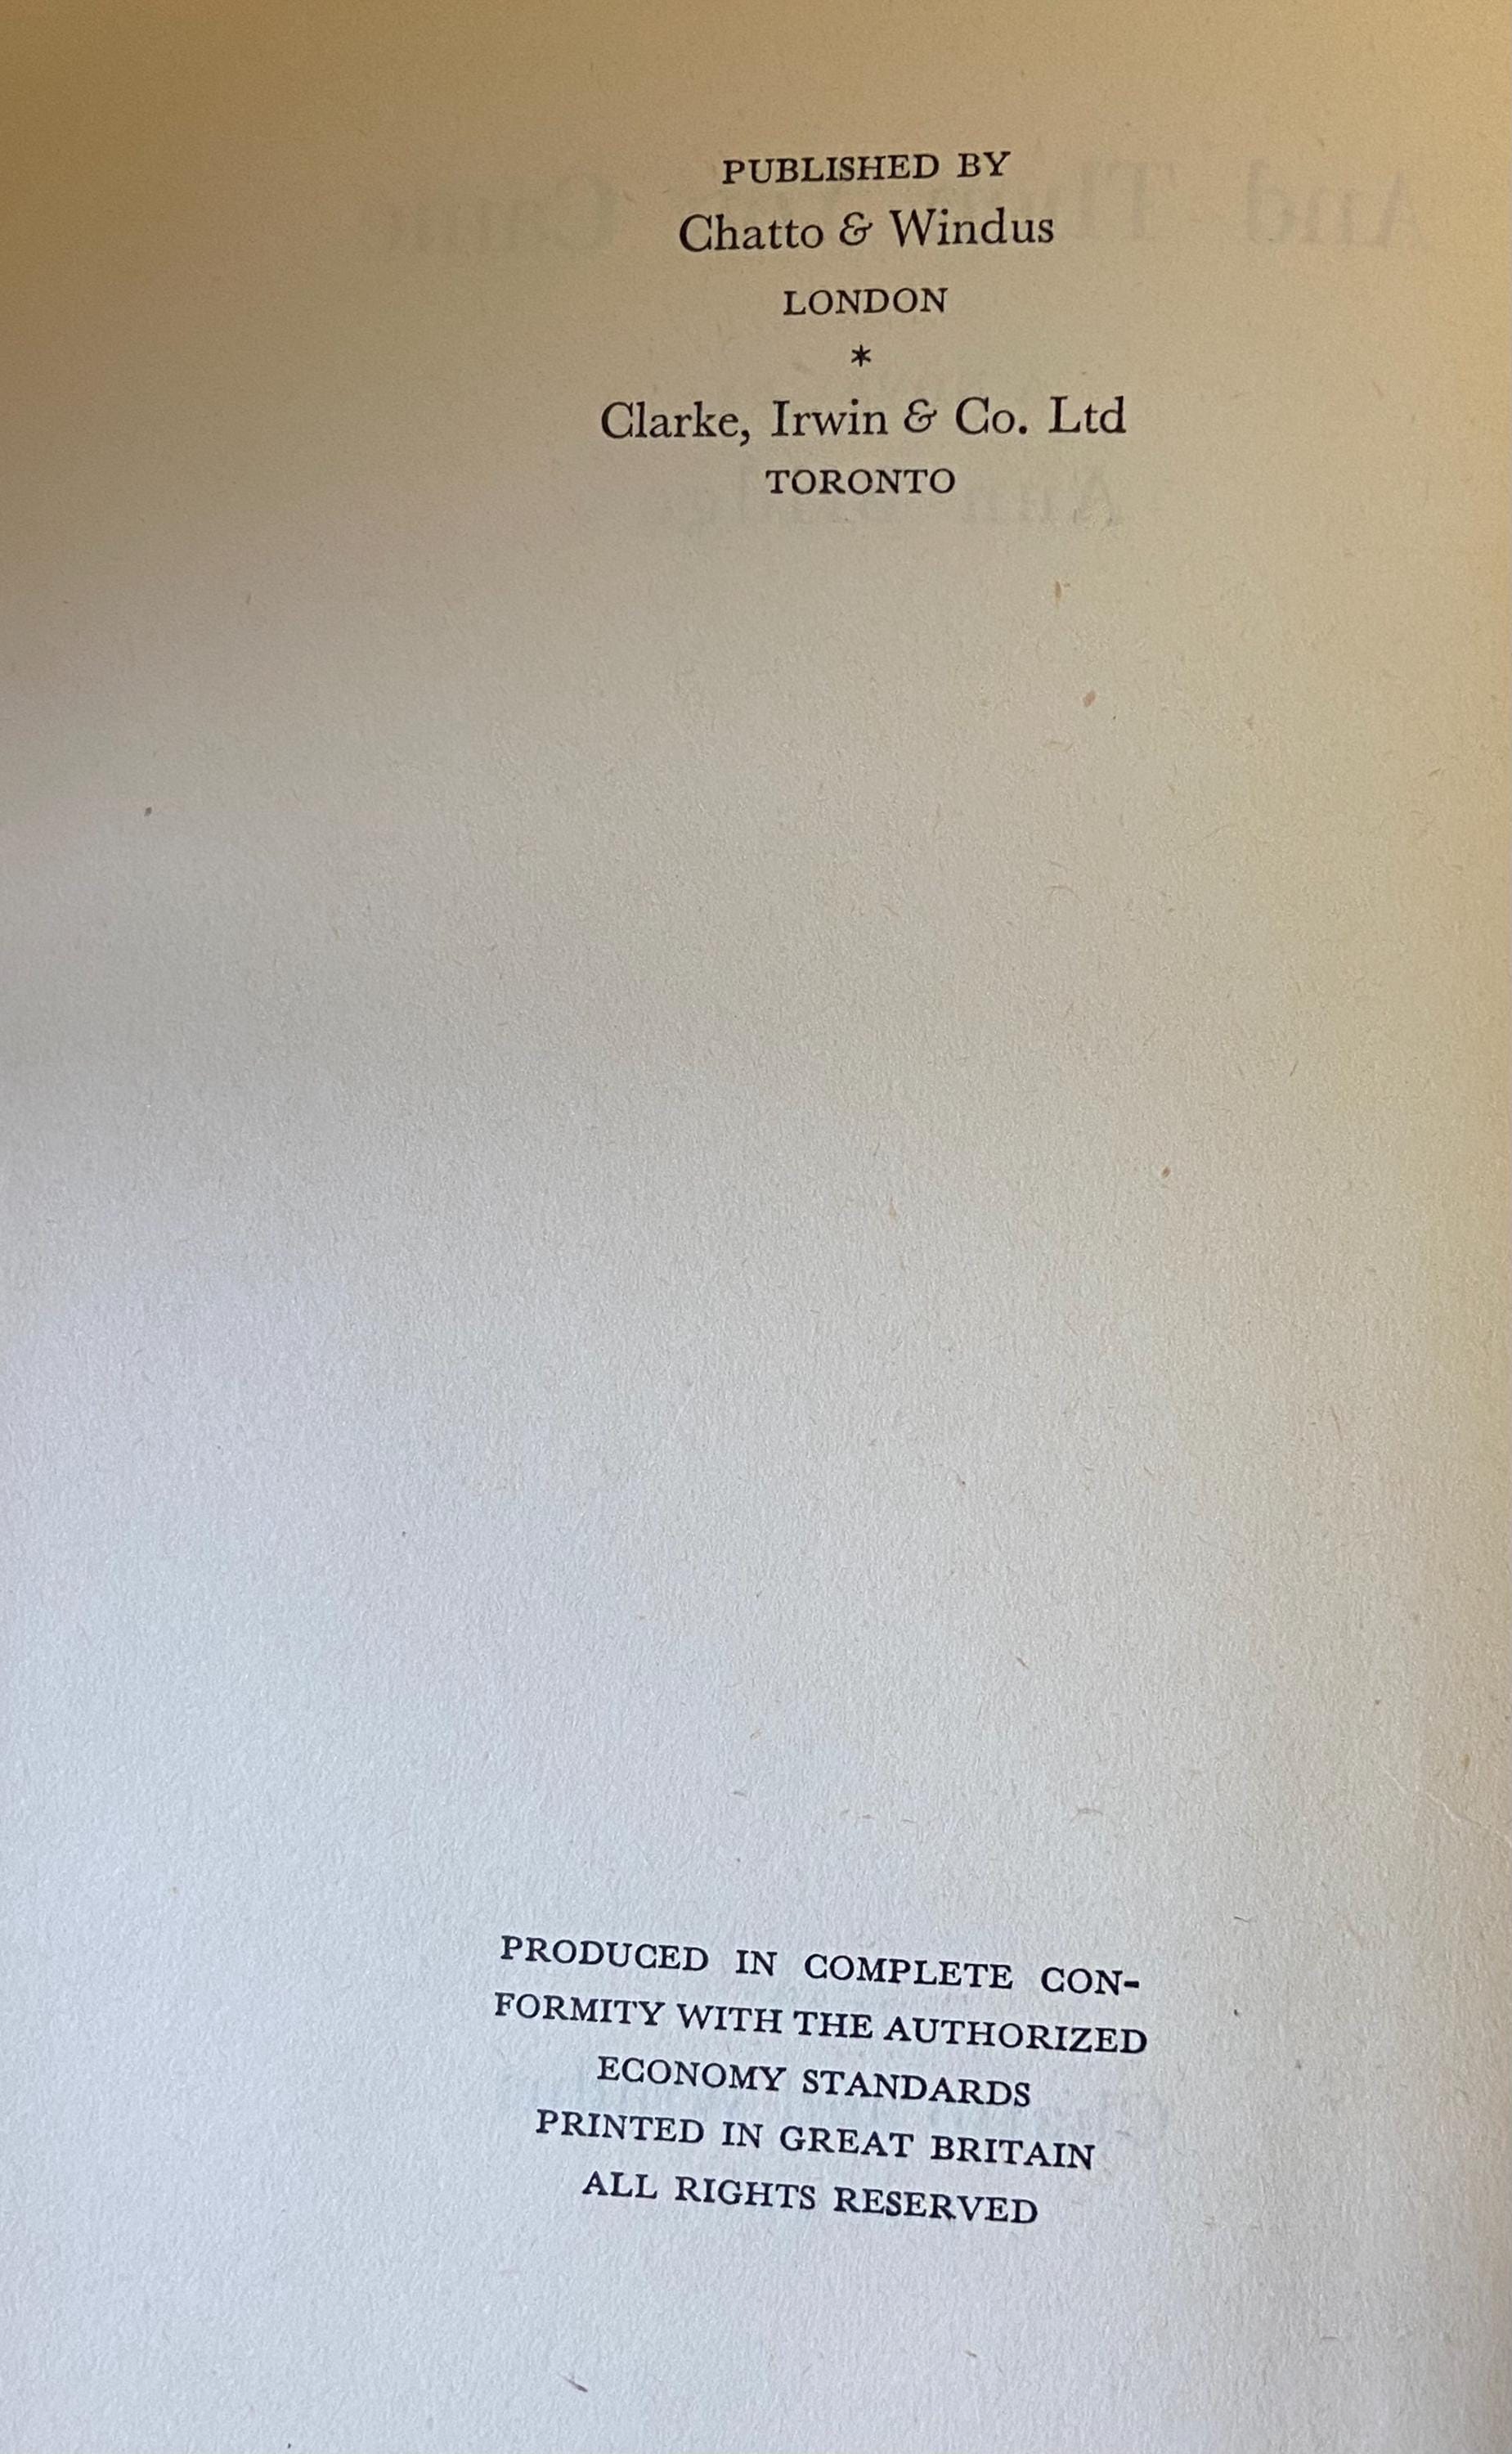 PUBLISHED BY
Chatto & Windus
LONDON
*
Clarke, Irwin & Co. Ltd
TORONTO
PRODUCED IN COMPLETE CON-
FORMITY WITH THE AUTHORIZED
ECONOMY STANDARDS
PRINTED IN GREAT BRITAIN
ALL RIGHTS RESERVED